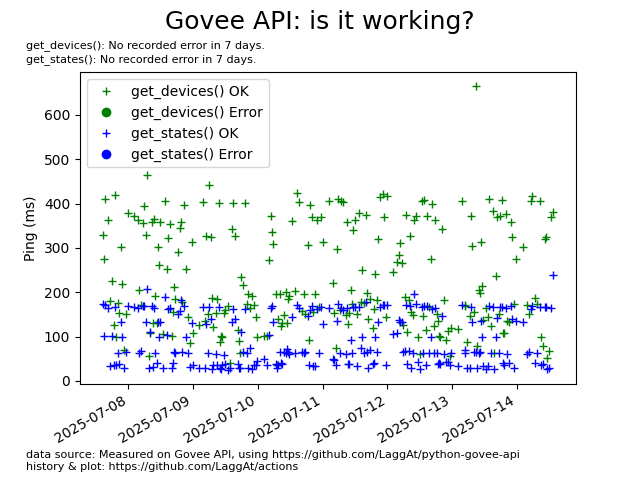 Govee API: is it working?
get_devices(): No recorded error in 7 days.
get_states(): No recorded error in 7 days.
get_devices() OK
get_devices() Error
get_states() OK
get_states() Error
Ping (ms)
600
500
400
300
200
100
0
2025-07-08
2025-07-09
2025-07-10
2025-07-11
2025-07-12
2025-07-13
2025-07-14
data source: Measured on Govee API, using https://github.com/LaggAt/python-govee-api
history & plot: https://github.com/LaggAt/actions